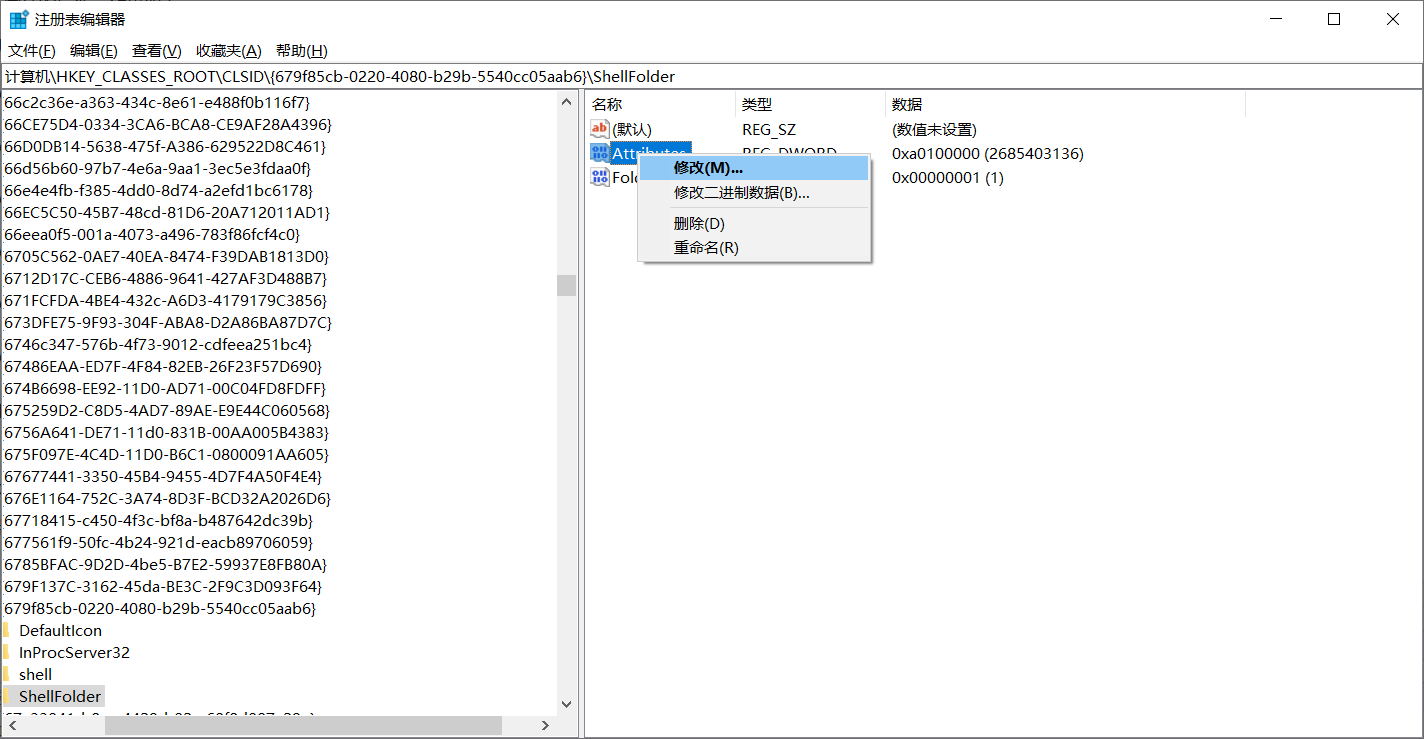 注册表编辑器
文件(F) 编辑(E) 查看(V) 收藏夹(A) 帮助(H)
计算机\HKEY_CLASSES_ROOT\CLSID\{679f85cb-0220-4080-b29b-5540cc05aab6}\ShellFolder
66c2c36e-a363-434c-8e61-e488f0b116f7}
66CE75D4-0334-3CA6-BCA8-CE9AF28A4396}
66D0DB14-5638-475f-A386-629522D8C461}
66d56b60-97b7-4e6a-9aa1-3ec5e3fdaa0f}
66e4e4fb-f385-4dd0-8d74-a2efd1bc6178}
66EC5C50-45B7-48cd-81D6-20A712011AD1}
66eea0f5-001a-4073-a496-783f86fcf4c0}
6705C562-0AE7-40EA-8474-F39DAB1813D0}
6712D17C-CEB6-4886-9641-427AF3D488B7}
671FCFDA-4BE4-432c-A6D3-4179179C3856}
673DFE75-9F93-304F-ABA8-D2A86BA87D7C}
6746c347-576b-4f73-9012-cdfeea251bc4}
67486EAA-ED7F-4F84-82EB-26F23F57D690}
674B6698-EE92-11D0-AD71-00C04FD8FDFF}
675259D2-C8D5-4AD7-89AE-E9E44C060568}
6756A641-DE71-11d0-831B-00AA005B4383}
675F097E-4C4D-11D0-B6C1-0800091AA605}
67677441-3350-45B4-9455-4D7F4A50F4E4}
676E1164-752C-3A74-8D3F-BCD32A2026D6}
67718415-c450-4f3c-bf8a-b487642dc39b}
677561f9-50fc-4b24-921d-eacb89706059}
6785BFAC-9D2D-4be5-B7E2-59937E8FB80A}
679F137C-3162-45da-BE3C-2F9C3D093F64}
679f85cb-0220-4080-b29b-5540cc05aab6}
DefaultIcon
InProcServer32
shell
ShellFolder
名称 类型 数据
(默认) REG_SZ (数值未设置)
Attributes REG_DWORD 0xa0100000 (2685403136)
0x00000001 (1)
修改(M)...
修改二进制数据(B)...
删除(D)
重命名(R)